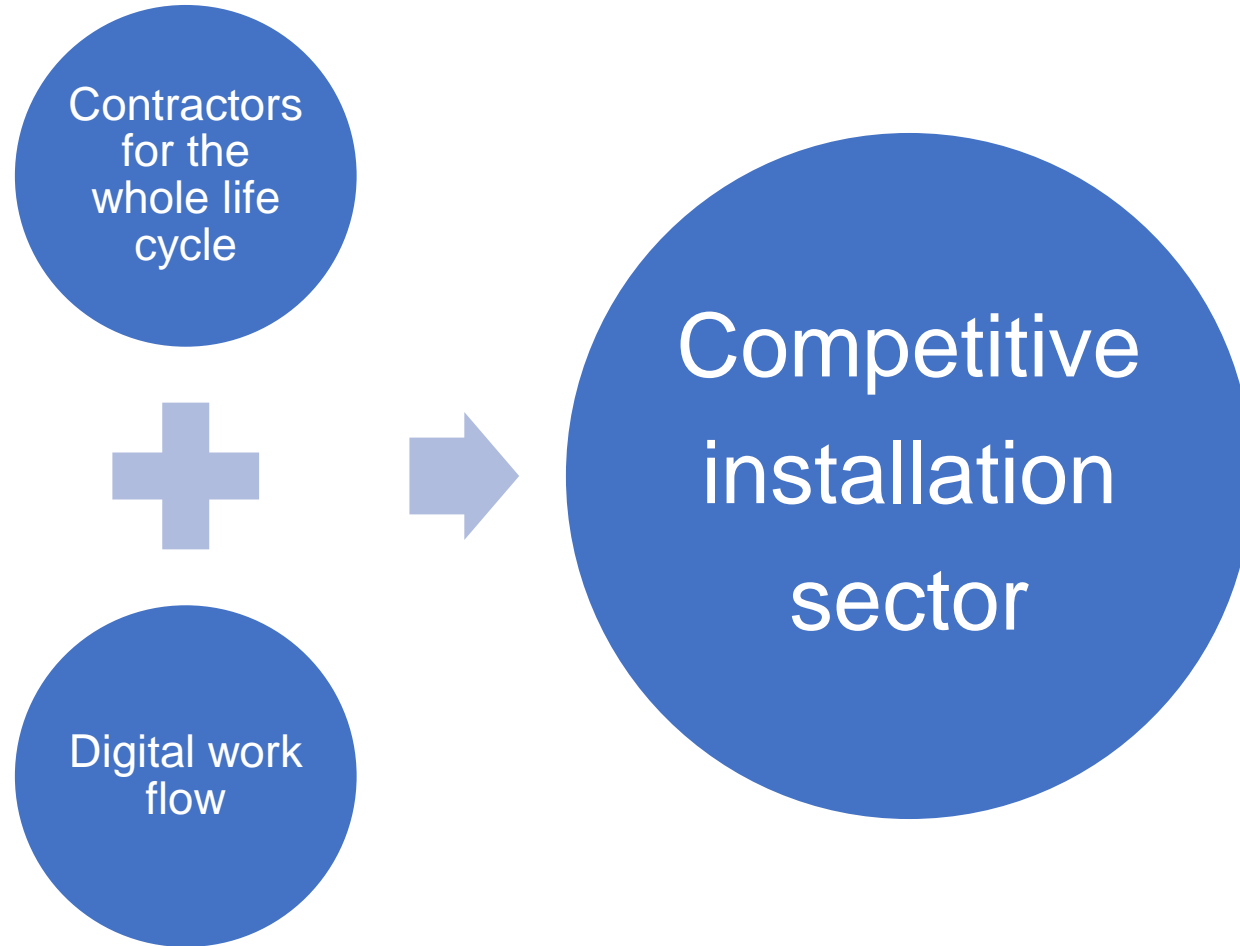 Contractors
for the
whole life
cycle
Digital work
flow
Competitive
installation
sector